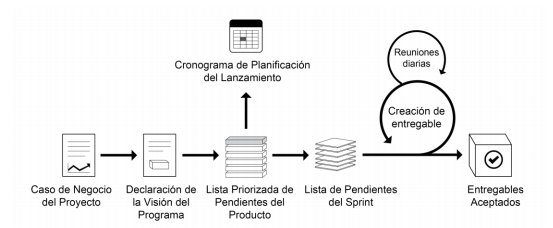 Reuniones
diarias
Cronograma de Planificación
del Lanzamiento
Creación de
entregable
Caso de Negocio
del Proyecto
Declaración de
la Visión del
Programa
Lista Priorizada de
Pendientes del
Producto
Lista de Pendientes
del Sprint
Entregables
Aceptados